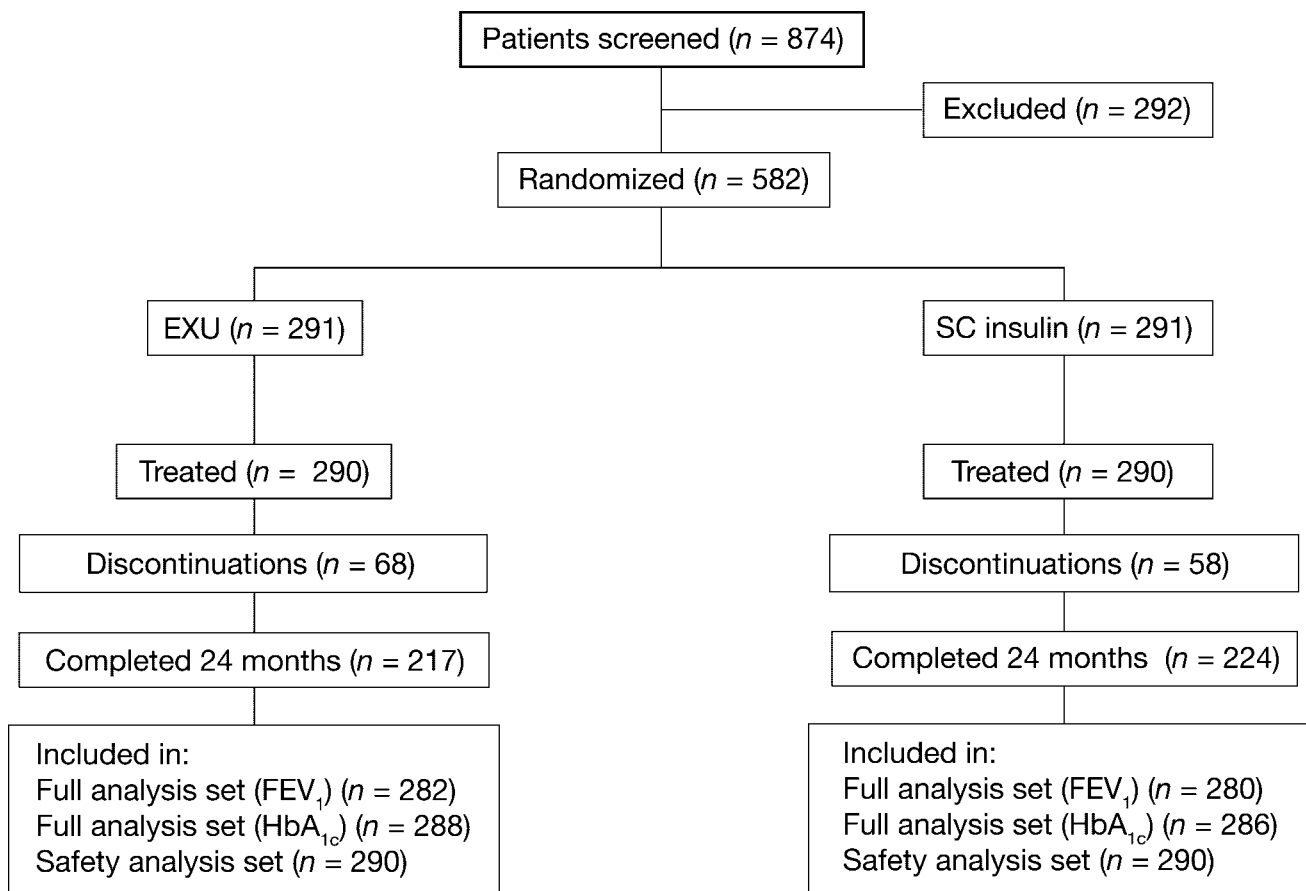 Patients screened (n = 874)
Excluded (n = 292)
Randomized (n = 582)
EXU (n = 291)
SC insulin (n = 291)
Treated (n = 290)
Treated (n = 290)
Discontinuations (n = 68)
Discontinuations (n = 58)
Completed 24 months (n = 217)
Completed 24 months (n = 224)
Included in:
Full analysis set (FEV₁) (n = 282)
Full analysis set (HbA₁c) (n = 288)
Safety analysis set (n = 290)
Included in:
Full analysis set (FEV₁) (n = 280)
Full analysis set (HbA₁c) (n = 286)
Safety analysis set (n = 290)